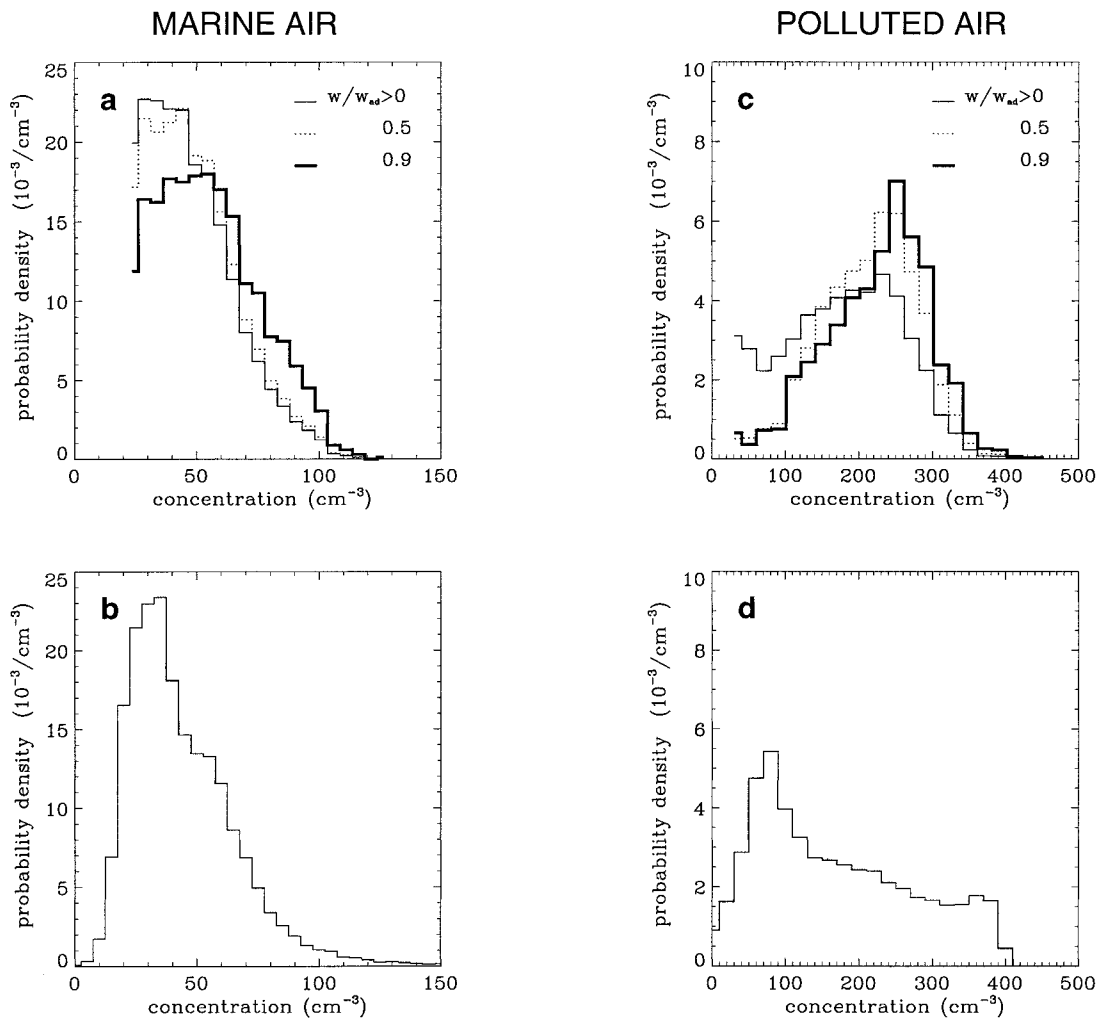 MARINE AIR
POLLUTED AIR
a
w/w_ad>0
0.5
0.9
25
20
15
10
5
0
probability density (10⁻³/cm⁻³)
0 50 100 150
concentration (cm⁻³)
c
w/w_ad>0
0.5
0.9
10
8
6
4
2
0
probability density (10⁻³/cm⁻³)
0 100 200 300 400 500
concentration (cm⁻³)
b
25
20
15
10
5
0
probability density (10⁻³/cm⁻³)
0 50 100 150
concentration (cm⁻³)
d
10
8
6
4
2
0
probability density (10⁻³/cm⁻³)
0 100 200 300 400 500
concentration (cm⁻³)